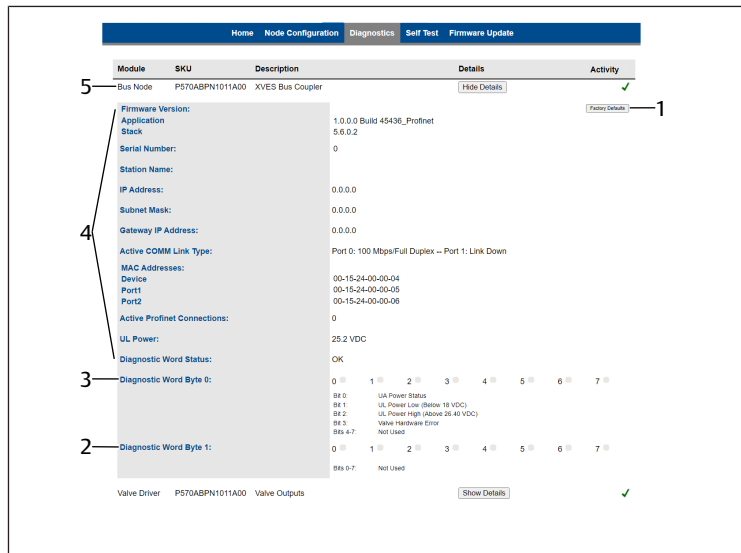 Home Node Configuration Diagnostics Self Test Firmware Update
Module SKU Description Details Activity
5 Bus Node P570ABPN1011A00 XVES Bus Coupler Hide Details ✓
Firmware Version: Factory Defaults 1
Application 1.0.0.0 Build 45436_Profinet
Stack 5.6.0.2
Serial Number: 0
Station Name:
IP Address: 0.0.0.0
Subnet Mask: 0.0.0.0
4 Gateway IP Address: 0.0.0.0
Active COMM Link Type: Port 0: 100 Mbps/Full Duplex -- Port 1: Link Down
MAC Addresses:
Device 00-15-24-00-00-04
Port1 00-15-24-00-00-05
Port2 00-15-24-00-00-06
Active Profinet Connections: 0
UL Power: 25.2 VDC
Diagnostic Word Status: OK
3 Diagnostic Word Byte 0: 0 1 2 3 4 5 6 7
Bit 0: UA Power Status
Bit 1: UL Power Low (Below 18 VDC)
Bit 2: UL Power High (Above 26.40 VDC)
Bit 3: Valve Hardware Error
Bits 4-7: Not Used
2 Diagnostic Word Byte 1: 0 1 2 3 4 5 6 7
Bits 0-7: Not Used
Valve Driver P570ABPN1011A00 Valve Outputs Show Details ✓